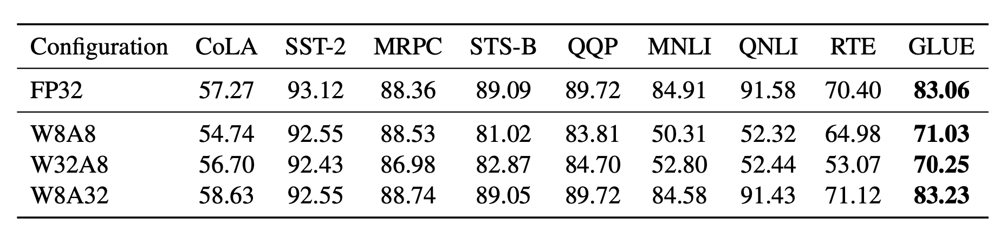 Configuration CoLA SST-2 MRPC STS-B QQP MNLI QNLI RTE GLUE
FP32 57.27 93.12 88.36 89.09 89.72 84.91 91.58 70.40 83.06
W8A8 54.74 92.55 88.53 81.02 83.81 50.31 52.32 64.98 71.03
W32A8 56.70 92.43 86.98 82.87 84.70 52.80 52.44 53.07 70.25
W8A32 58.63 92.55 88.74 89.05 89.72 84.58 91.43 71.12 83.23